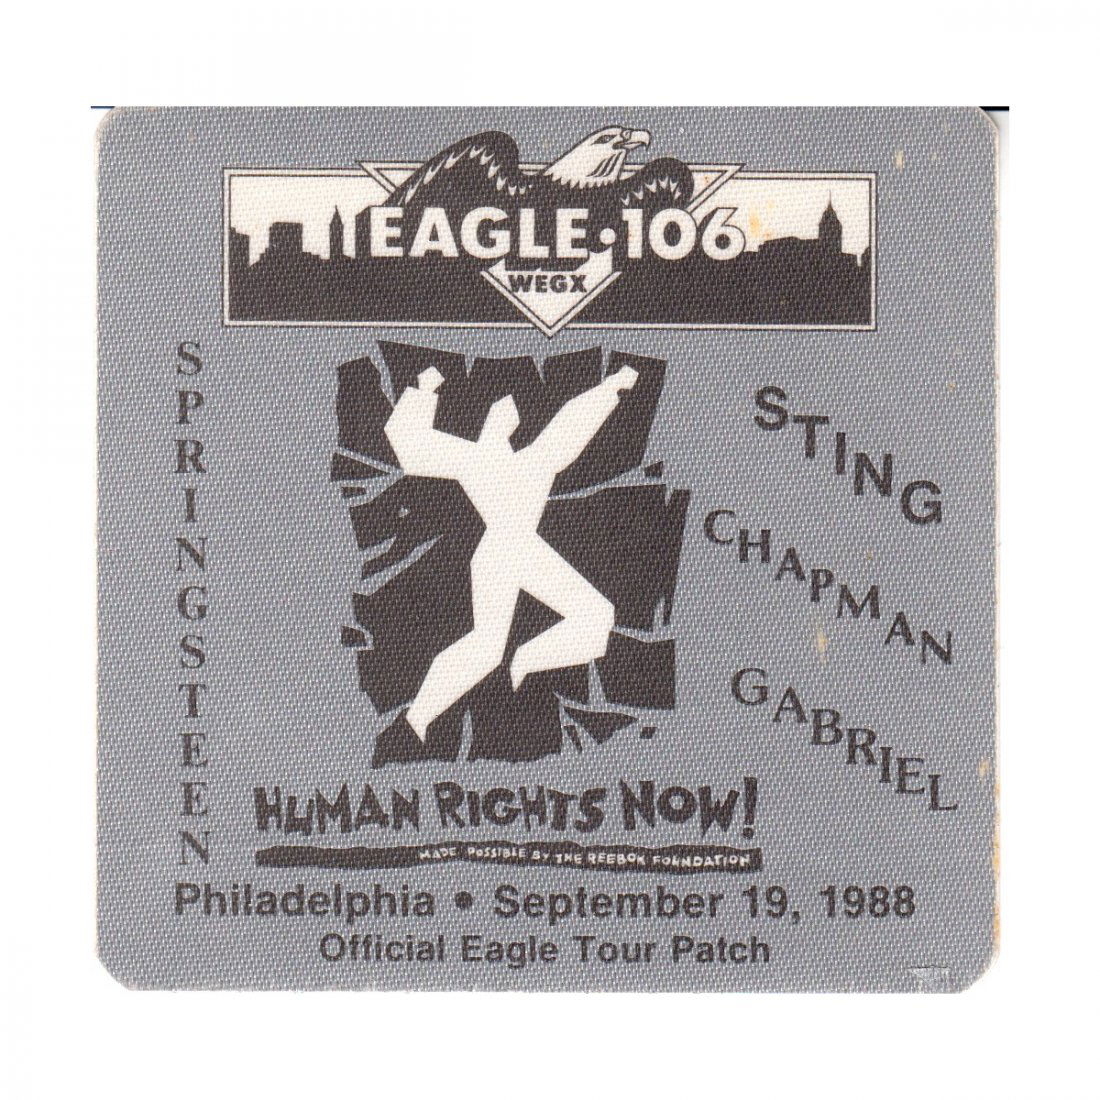 EAGLE•106
WEGX
SPRINGSTEEN
STING
CHAPMAN
GABRIEL
HUMAN RIGHTS NOW!
MADE POSSIBLE BY THE REEBOK FOUNDATION
Philadelphia • September 19, 1988
Official Eagle Tour Patch